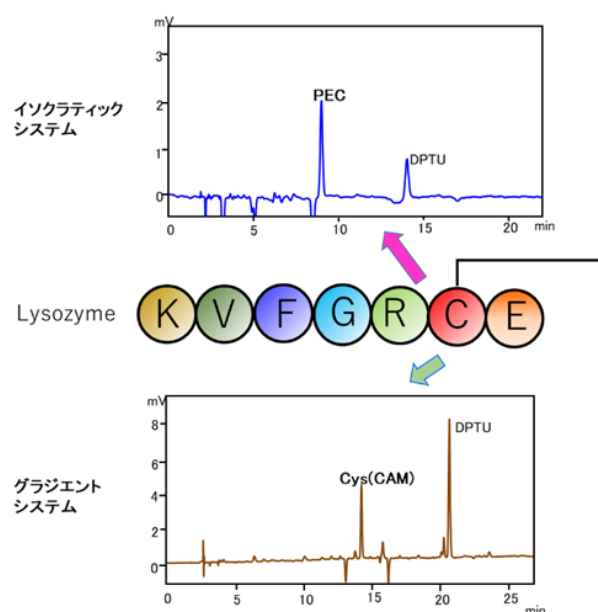 mV
3
2
1
0
PEC
DPTU
0
5
10
15
20
min
イソクラティック
システム
Lysozyme
K V F G R C E
mV
8
6
4
2
0
Cys(CAM)
DPTU
0
5
10
15
20
25
min
グラジエント
システム